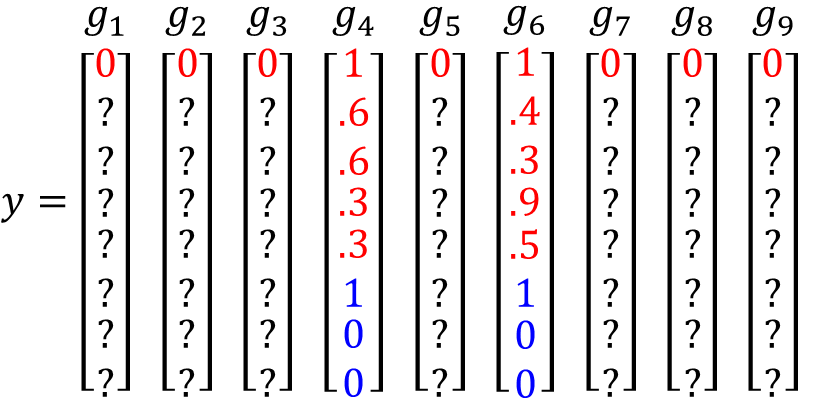 g₁ g₂ g₃ g₄ g₅ g₆ g₇ g₈ g₉
0 0 0 1 0 1 0 0 0
? ? ? .6 ? .4 ? ? ?
? ? ? .6 ? .3 ? ? ?
y = ? ? ? .3 ? .9 ? ? ?
? ? ? .3 ? .5 ? ? ?
? ? ? 1 ? 1 ? ? ?
? ? ? 0 ? 0 ? ? ?
? ? ? 0 ? 0 ? ? ?